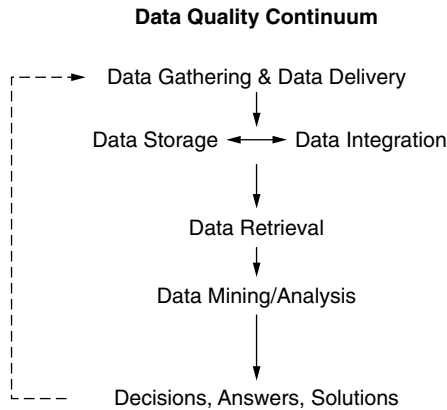 Data Quality Continuum
Data Gathering & Data Delivery
Data Storage Data Integration
Data Retrieval
Data Mining/Analysis
Decisions, Answers, Solutions